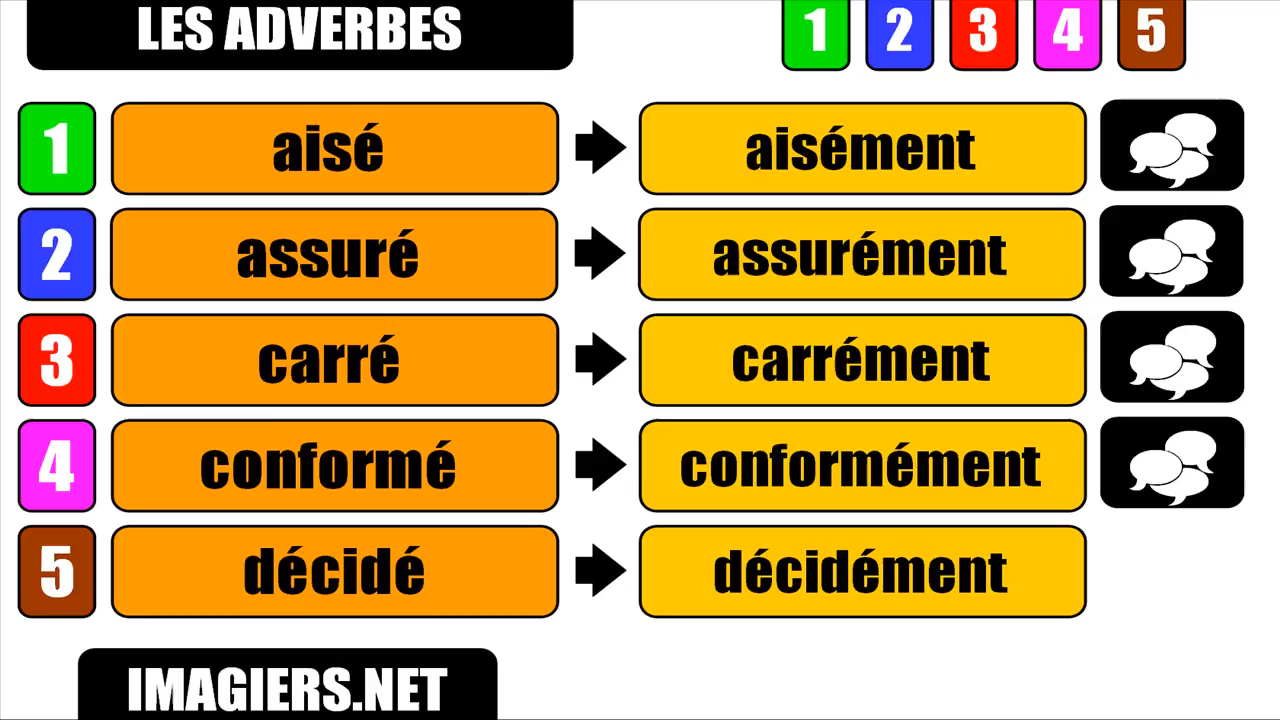 LES ADVERBES
1 2 3 4 5
1 aisé aisément
2 assuré assurément
3 carré carrément
4 conformé conformément
5 décidé décidément
IMAGIERS.NET